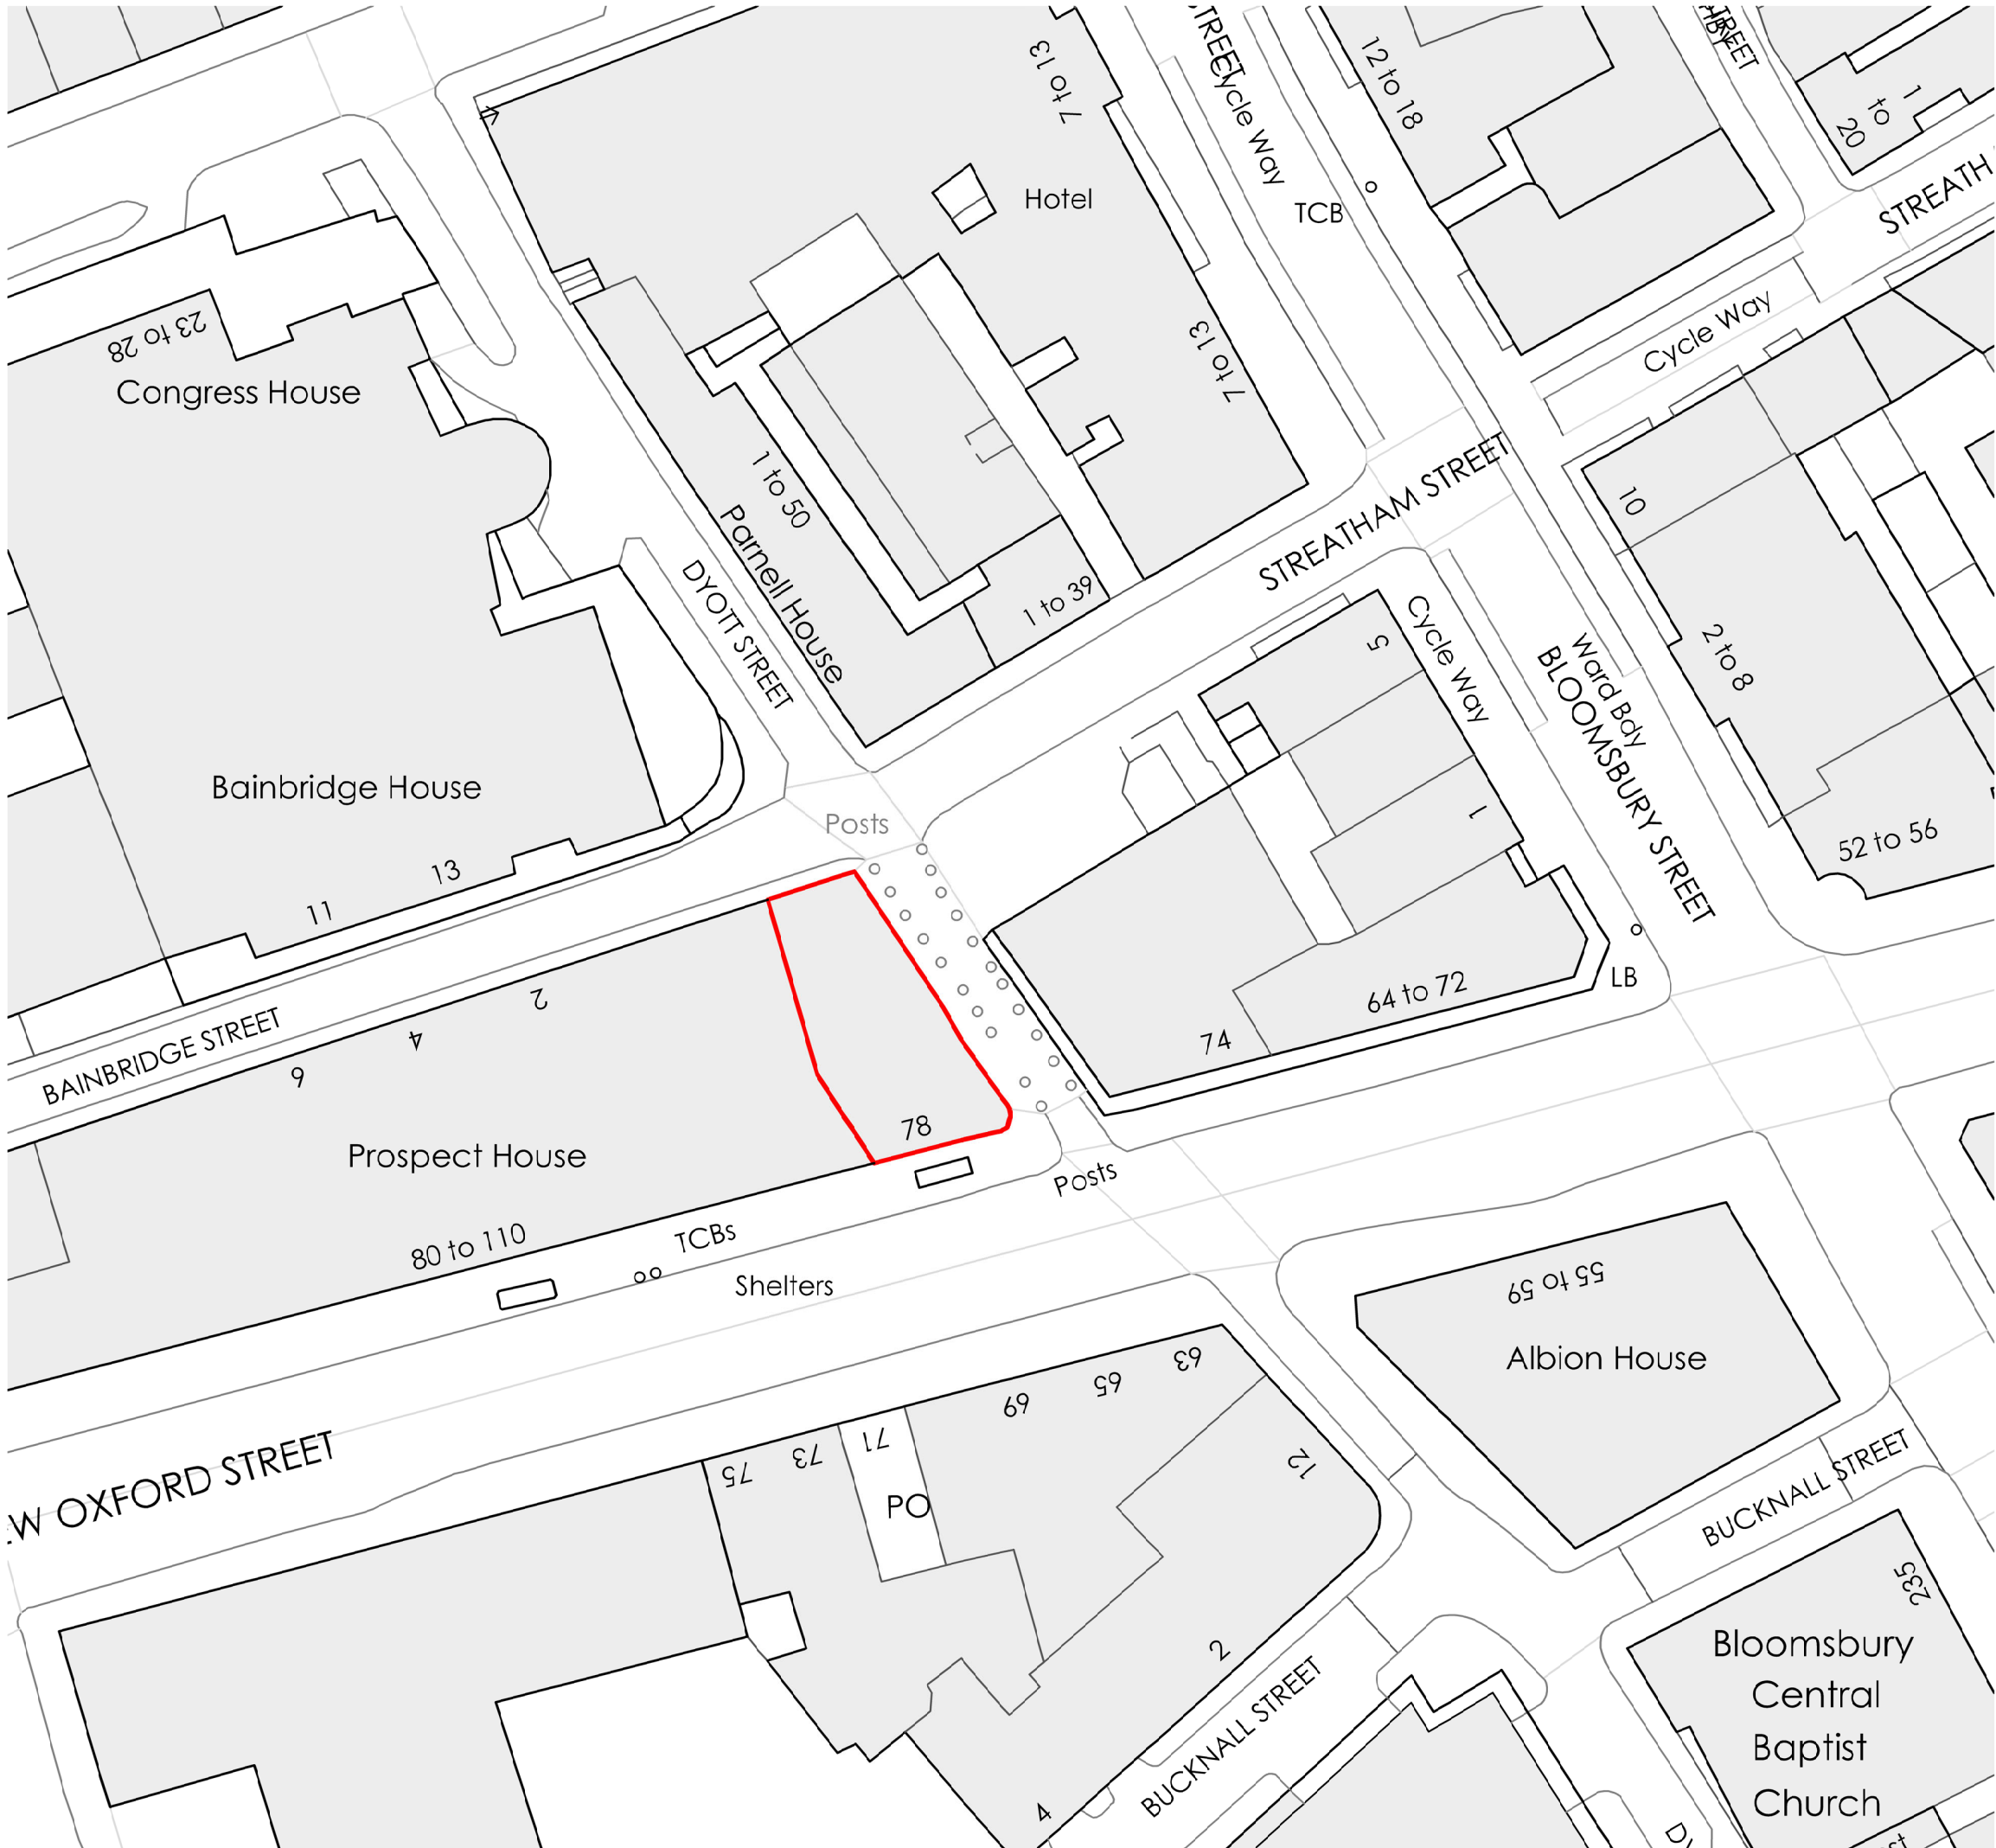 7 to 13
STREET
Cycle Way
12 to 18
STREET
1
to
20
Hotel
TCB
STREATH
23 to 28
Congress House
7 to 13
Cycle Way
1 to 50
STREATHAM STREET
10
Parnell House
DYOTT STREET
1 to 39
5
Cycle Way
Ward Bdy
BLOOMSBURY STREET
2 to 8
Bainbridge House
Posts
1
52 to 56
13
11
LB
64 to 72
74
2
4
6
BAINBRIDGE STREET
78
Prospect House
Posts
80 to 110
TCBs
Shelters
55 to 59
Albion House
63
65
69
71
73
75
12
PO
EW OXFORD STREET
BUCKNALL STREET
235
2
BUCKNALL STREET
4
Bloomsbury
Central
Baptist
Church